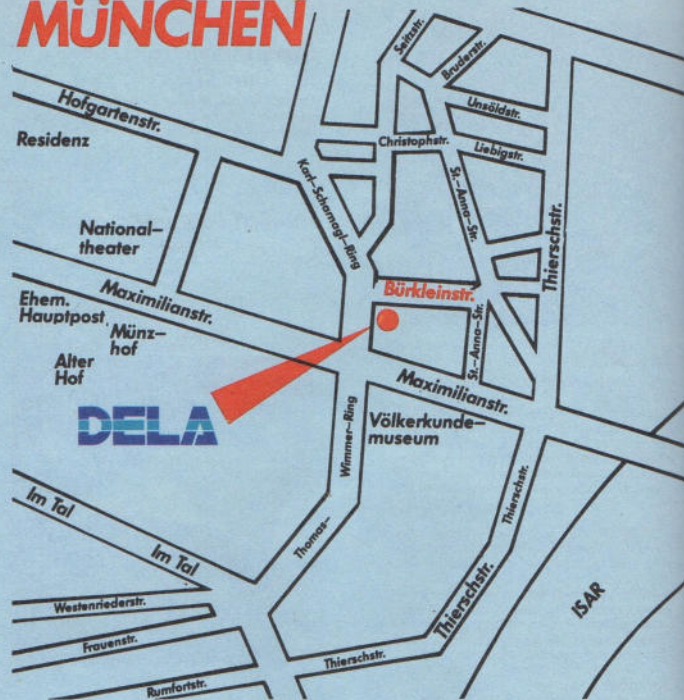 MÜNCHEN
Seitzstr.
Bruderstr.
Hofgartenstr.
Unsöldstr.
Residenz
Christophstr.
Liebigstr.
Karl-Scharnagl-Ring
St.-Anna-Str.
National-
theater
Thierschstr.
Maximilianstr.
Bürkleinstr.
Ehem.
Hauptpost
Münz-
hof
St.-Anna-Str.
Alter
Hof
Maximilianstr.
DELA
Völkerkunde-
museum
Wimmer-Ring
Thomas-
Im Tal
Im Tal
Thierschstr.
Thierschstr.
ISAR
Westenriederstr.
Frauenstr.
Thierschstr.
Rumfortstr.